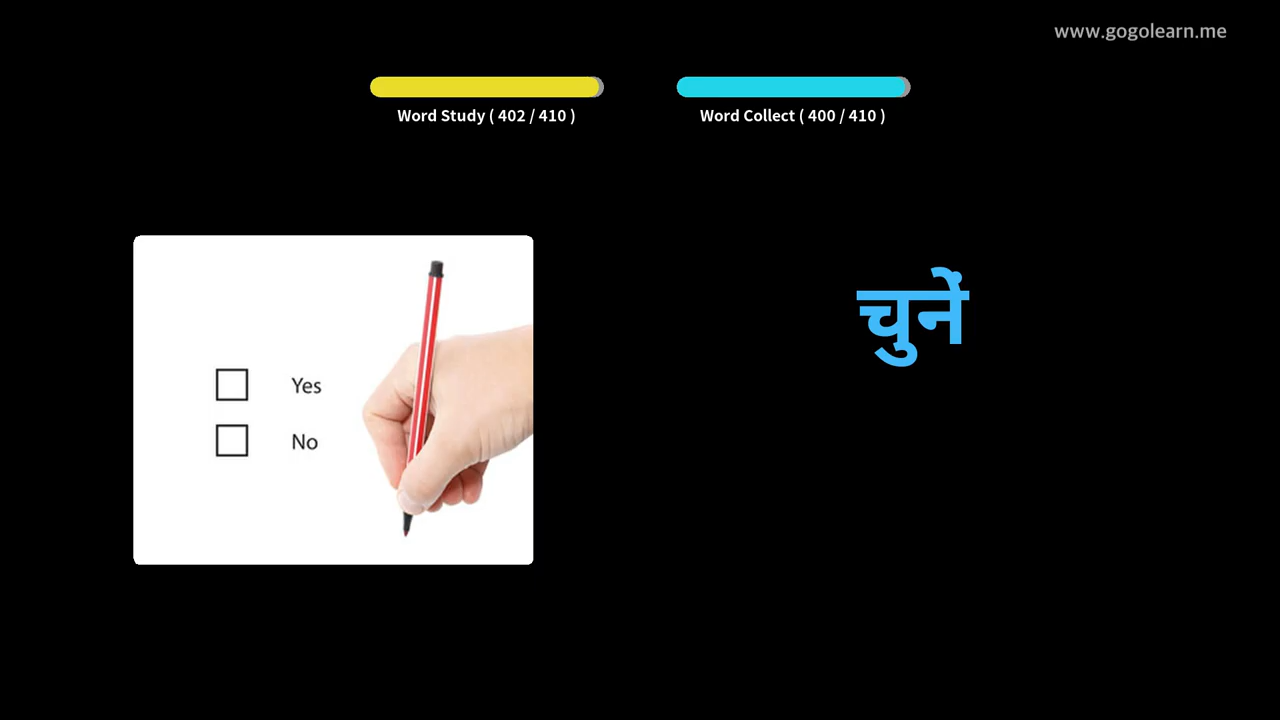 www.gogolearn.me
Word Study ( 402 / 410 )
Word Collect ( 400 / 410 )
चुनें
Yes
No